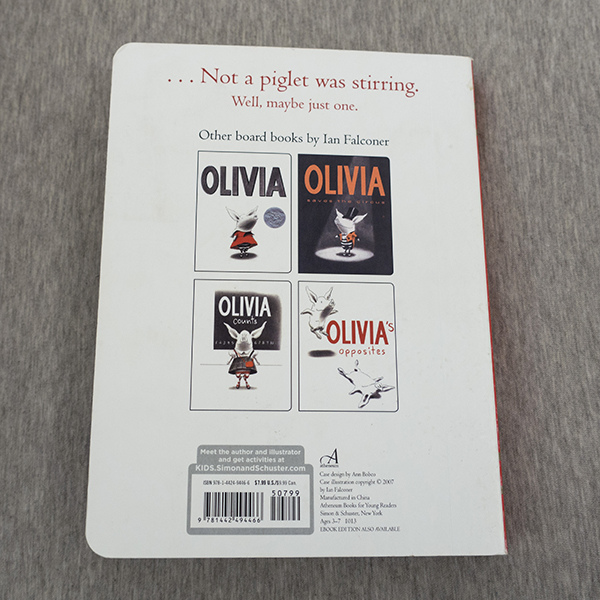 . . . Not a piglet was stirring.
Well, maybe just one.
Other board books by Ian Falconer
OLIVIA
OLIVIA
saves the circus
OLIVIA
counts
OLIVIA's
opposites
Meet the author and illustrator
and get activities at
KIDS.SimonandSchuster.com
ISBN 978-1-4424-9446-6 $7.99 U.S./$9.99 Can.
50799
9 781442 494466
A
Atheneum
Case design by Ann Bobco
Case illustration copyright © 2007
by Ian Falconer
Manufactured in China
Atheneum Books for Young Readers
Simon & Schuster, New York
Ages 3–7 1013
EBOOK EDITION ALSO AVAILABLE